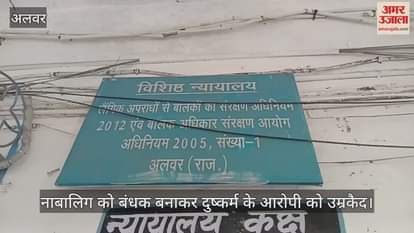 अलवर
अमर उजाला
amarujala.com
विशिष्ठ न्यायालय
लैंगिक अपराधों से बालकों का संरक्षण अधिनियम
2012 एवं बालक अधिकार संरक्षण आयोग
अधिनियम 2005, संख्या-1
अलवर (राज.)
नाबालिग को बंधक बनाकर दुष्कर्म के आरोपी को उम्रकैद।
न्यायालय कक्ष